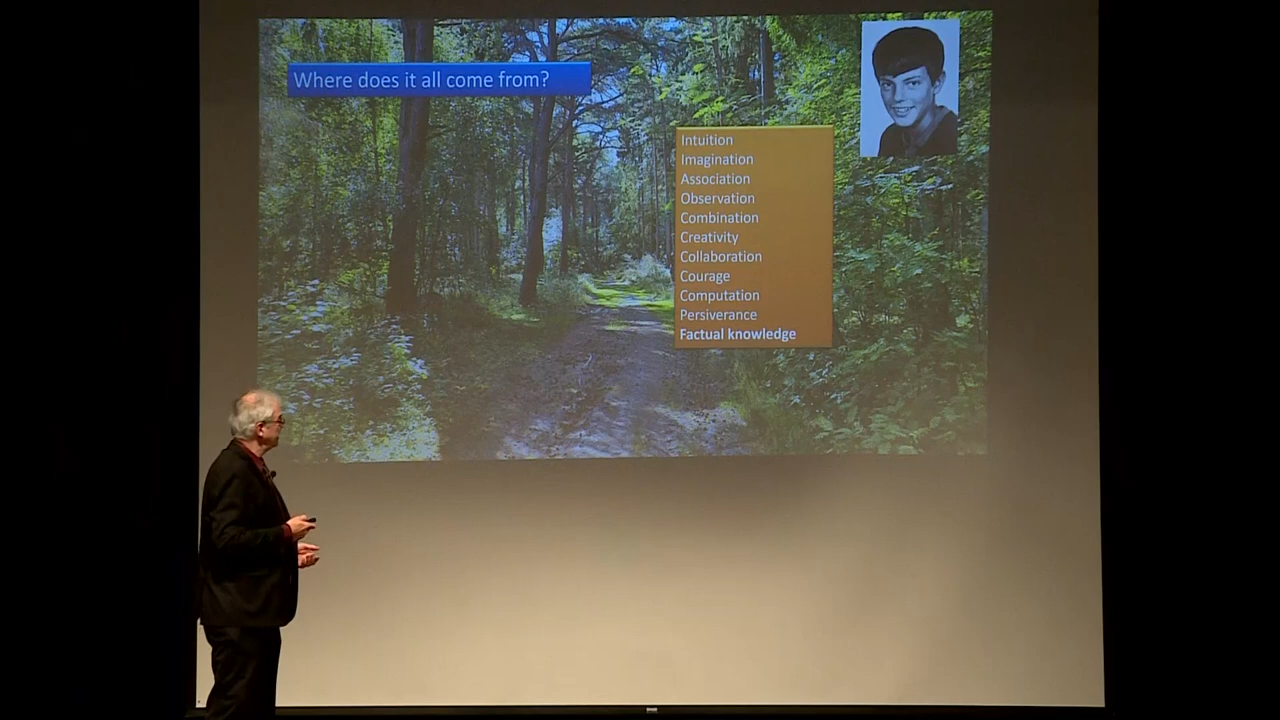 Where does it all come from?
Intuition
Imagination
Association
Observation
Combination
Creativity
Collaboration
Courage
Computation
Persiverance
Factual knowledge